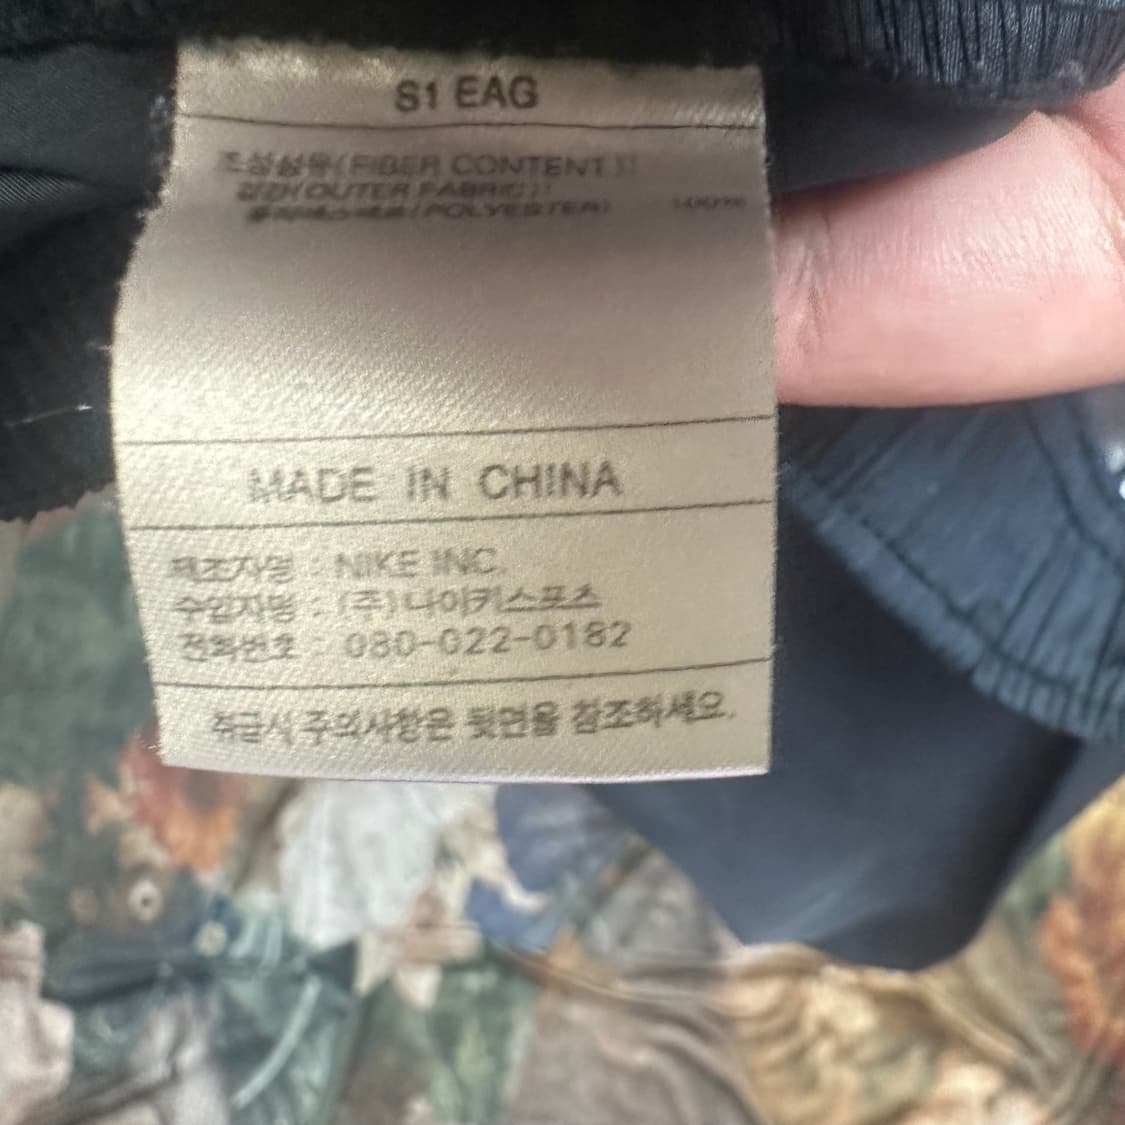 S1 EAG
조성섬유(FIBER CONTENT):
겉감(OUTER FABRIC):
폴리에스테르(POLYESTER) 100%
MADE IN CHINA
제조자명 : NIKE INC.
수입자명 : (주)나이키스포츠
전화번호 : 080-022-0182
취급시 주의사항은 뒷면을 참조하세요.